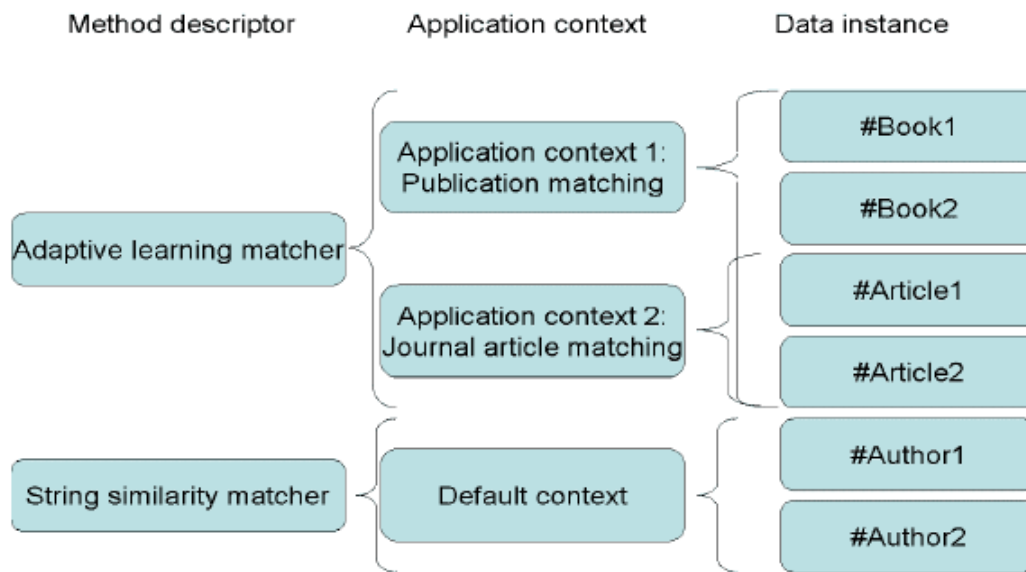 Method descriptor
Application context
Data instance
Adaptive learning matcher
Application context 1:
Publication matching
Application context 2:
Journal article matching
#Book1
#Book2
#Article1
#Article2
String similarity matcher
Default context
#Author1
#Author2